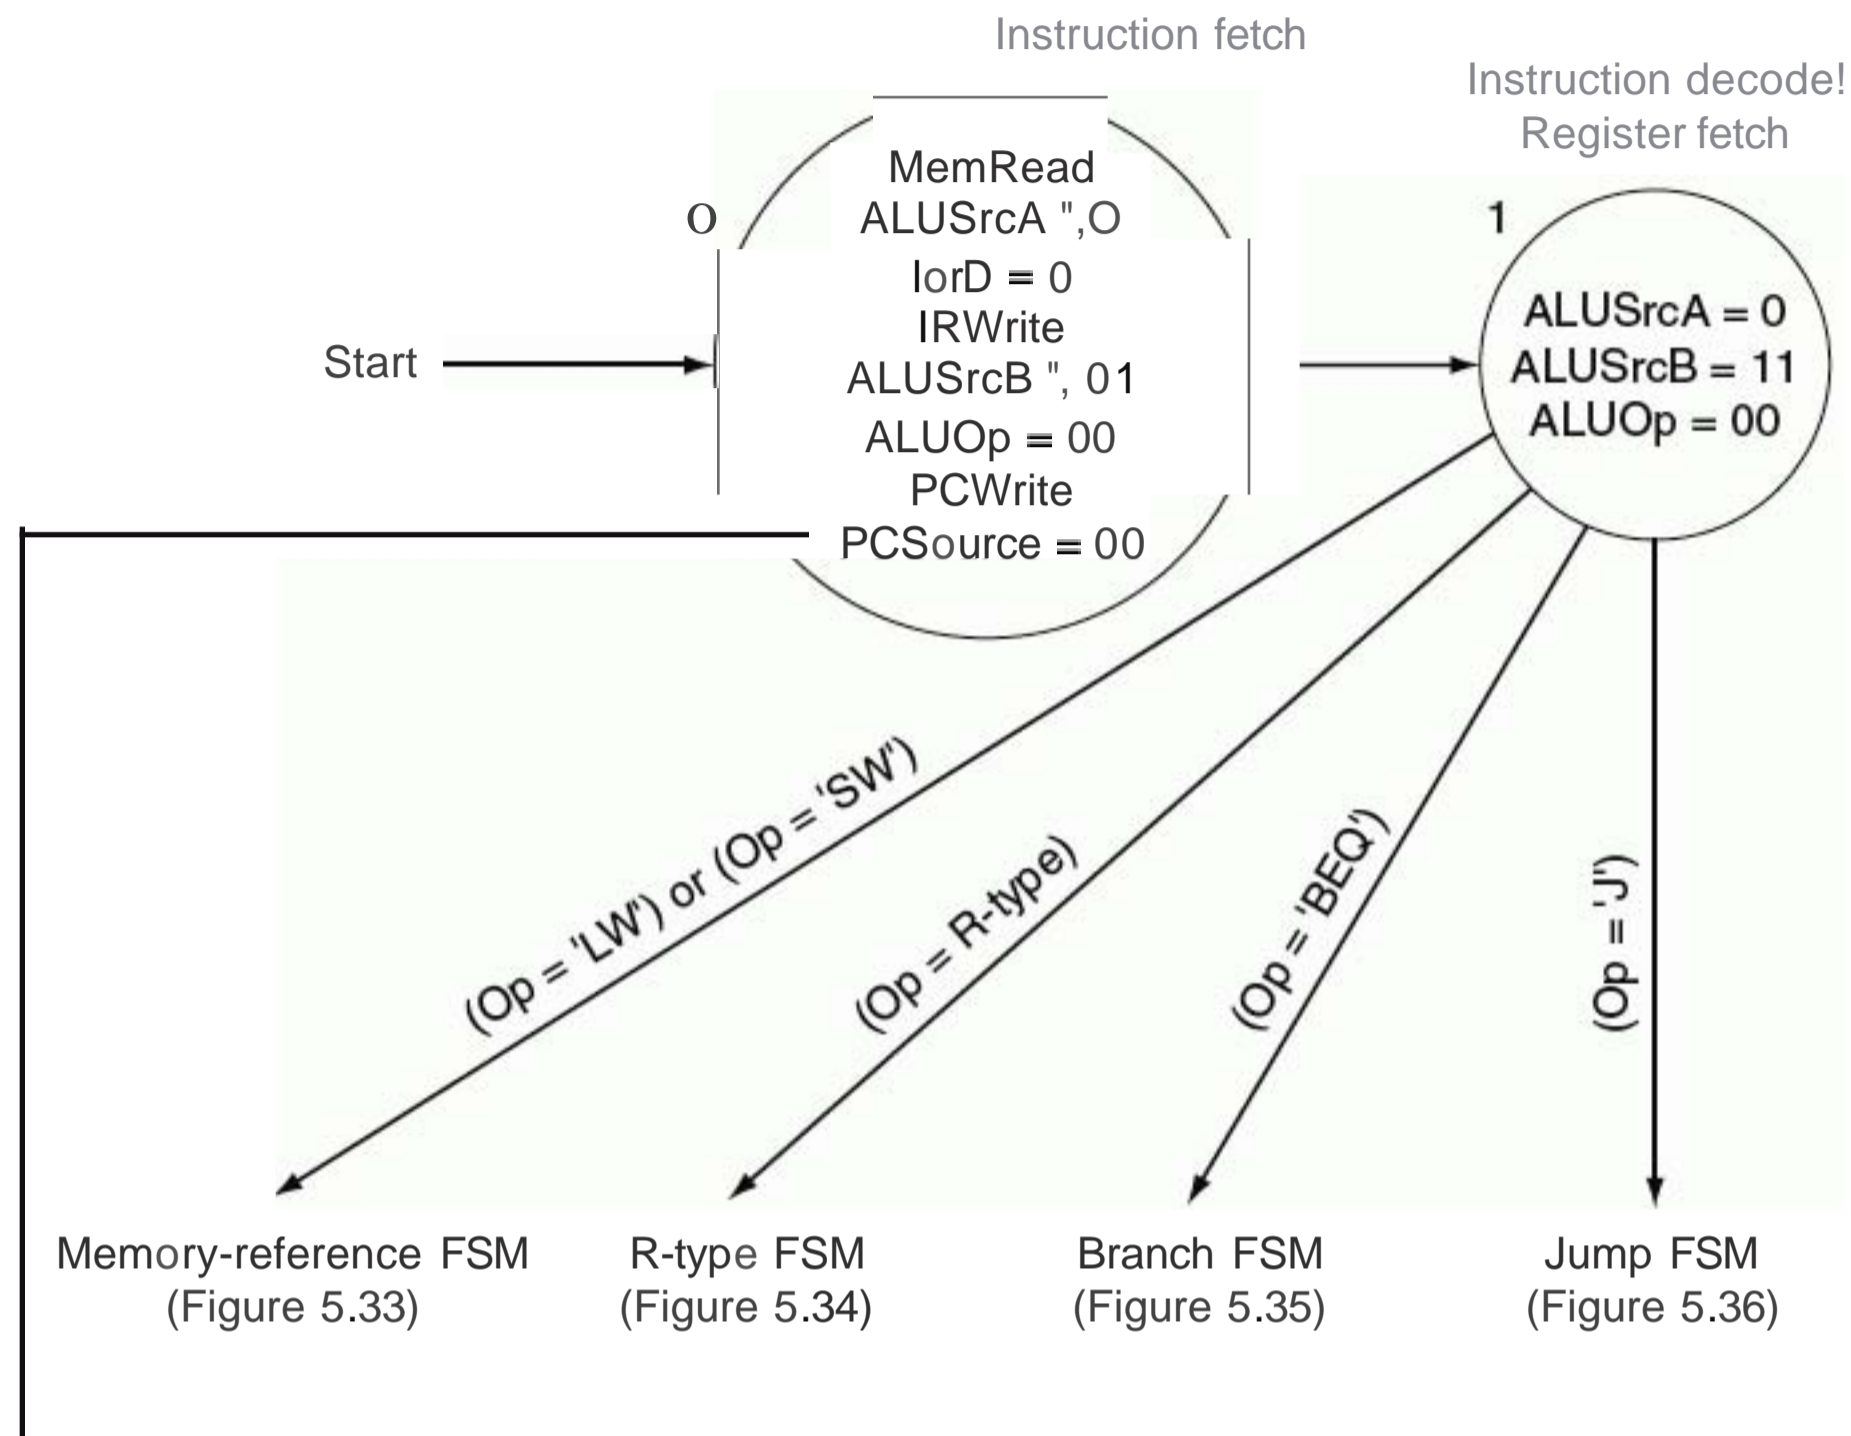 Instruction fetch
Instruction decode!
Register fetch
O
MemRead
ALUSrcA ",O
IorD = 0
IRWrite
ALUSrcB ", 01
ALUOp = 00
PCWrite
PCSource = 00
1
ALUSrcA = 0
ALUSrcB = 11
ALUOp = 00
Start
(Op = 'LW') or (Op = 'SW')
(Op = R-type)
(Op = 'BEQ')
(Op = 'J')
Memory-reference FSM
(Figure 5.33)
R-type FSM
(Figure 5.34)
Branch FSM
(Figure 5.35)
Jump FSM
(Figure 5.36)